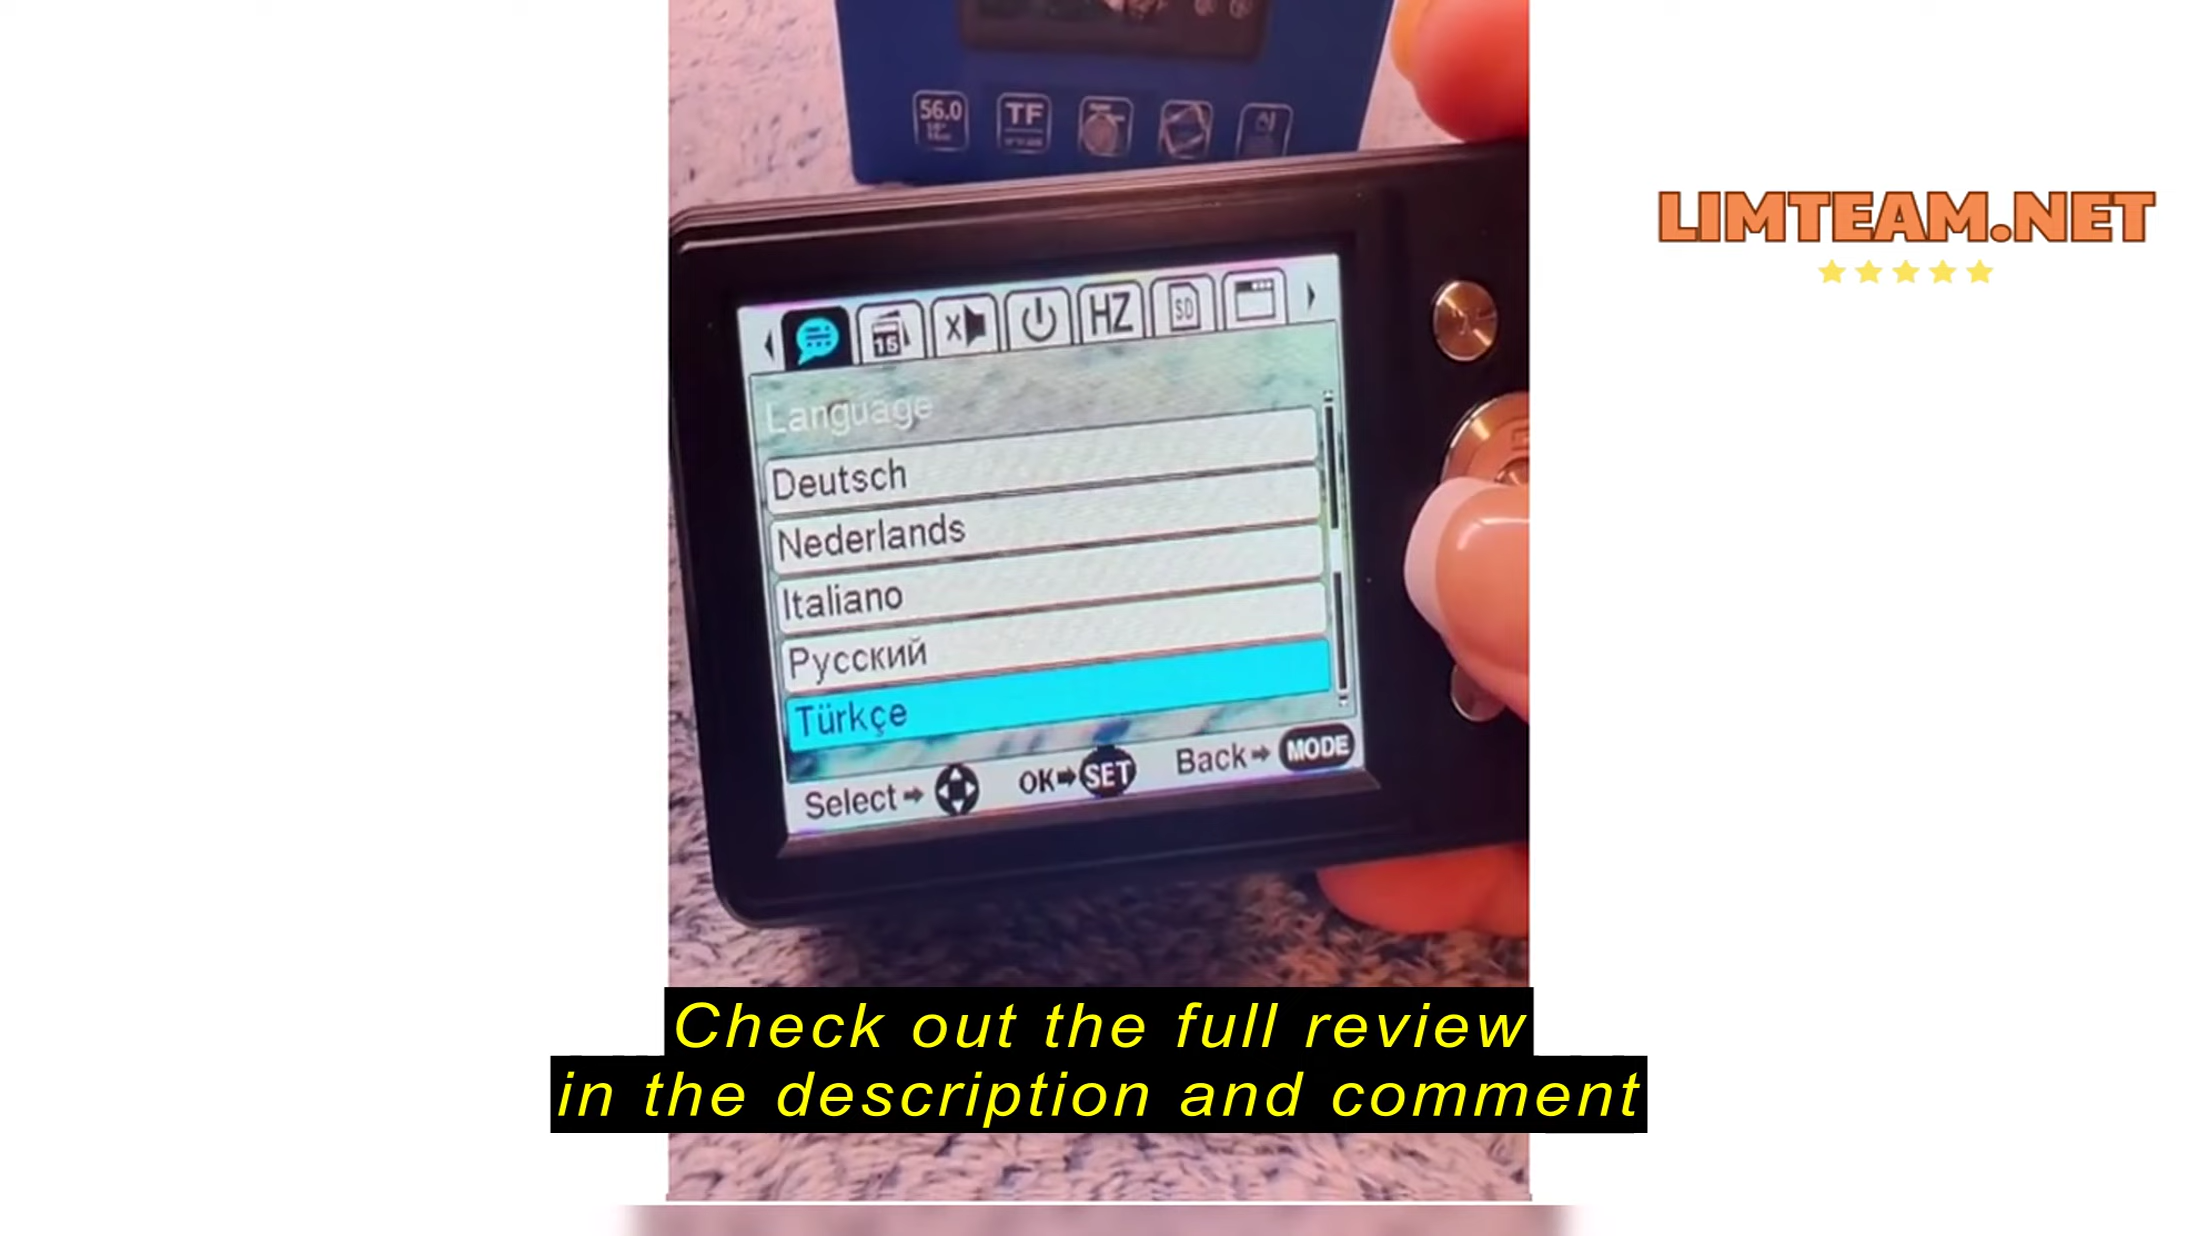 56.0
TF
LIMTEAM.NET
15
X
HZ
SD
Language
Deutsch
Nederlands
Italiano
Русский
Türkçe
Select
OK
SET
Back
MODE
Check out the full review
in the description and comment